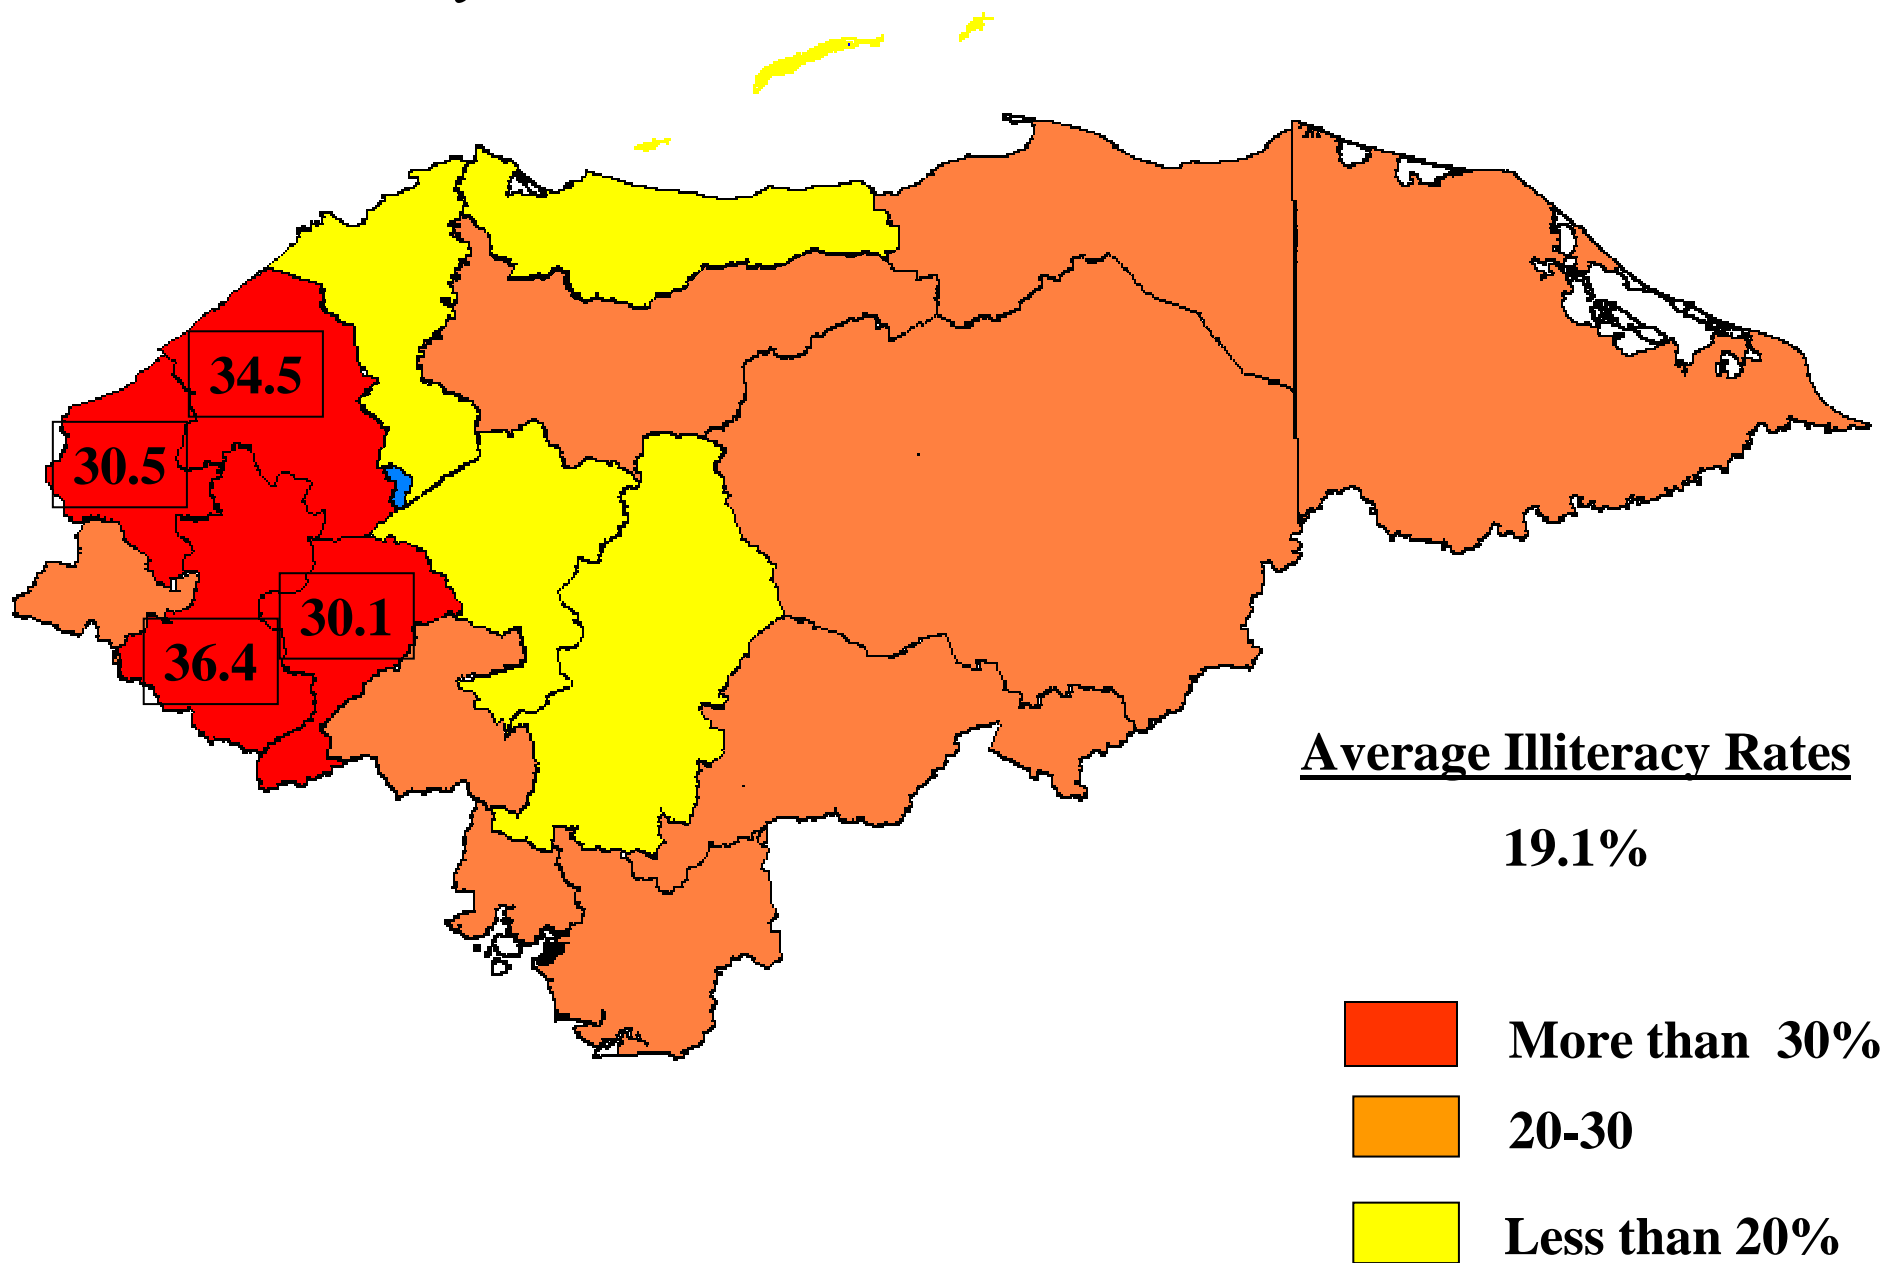 34.5
30.5
30.1
36.4
Average Illiteracy Rates
19.1%
More than 30%
20-30
Less than 20%